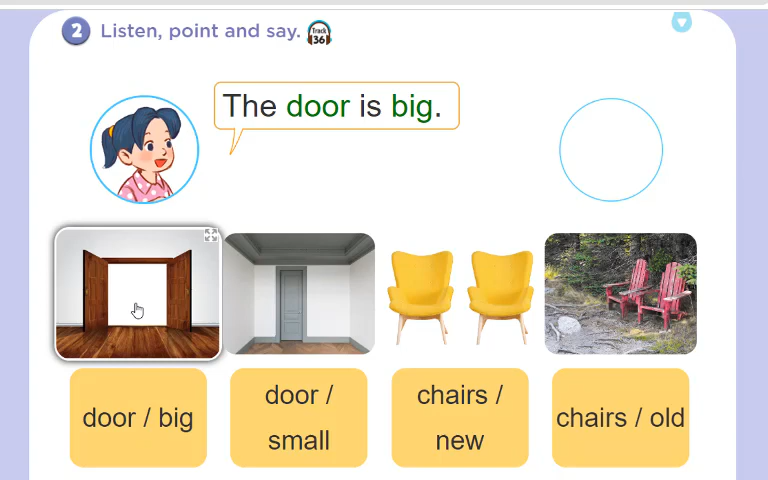 2 Listen, point and say. Track 36
The door is big.
door / big
door /
small
chairs /
new
chairs / old